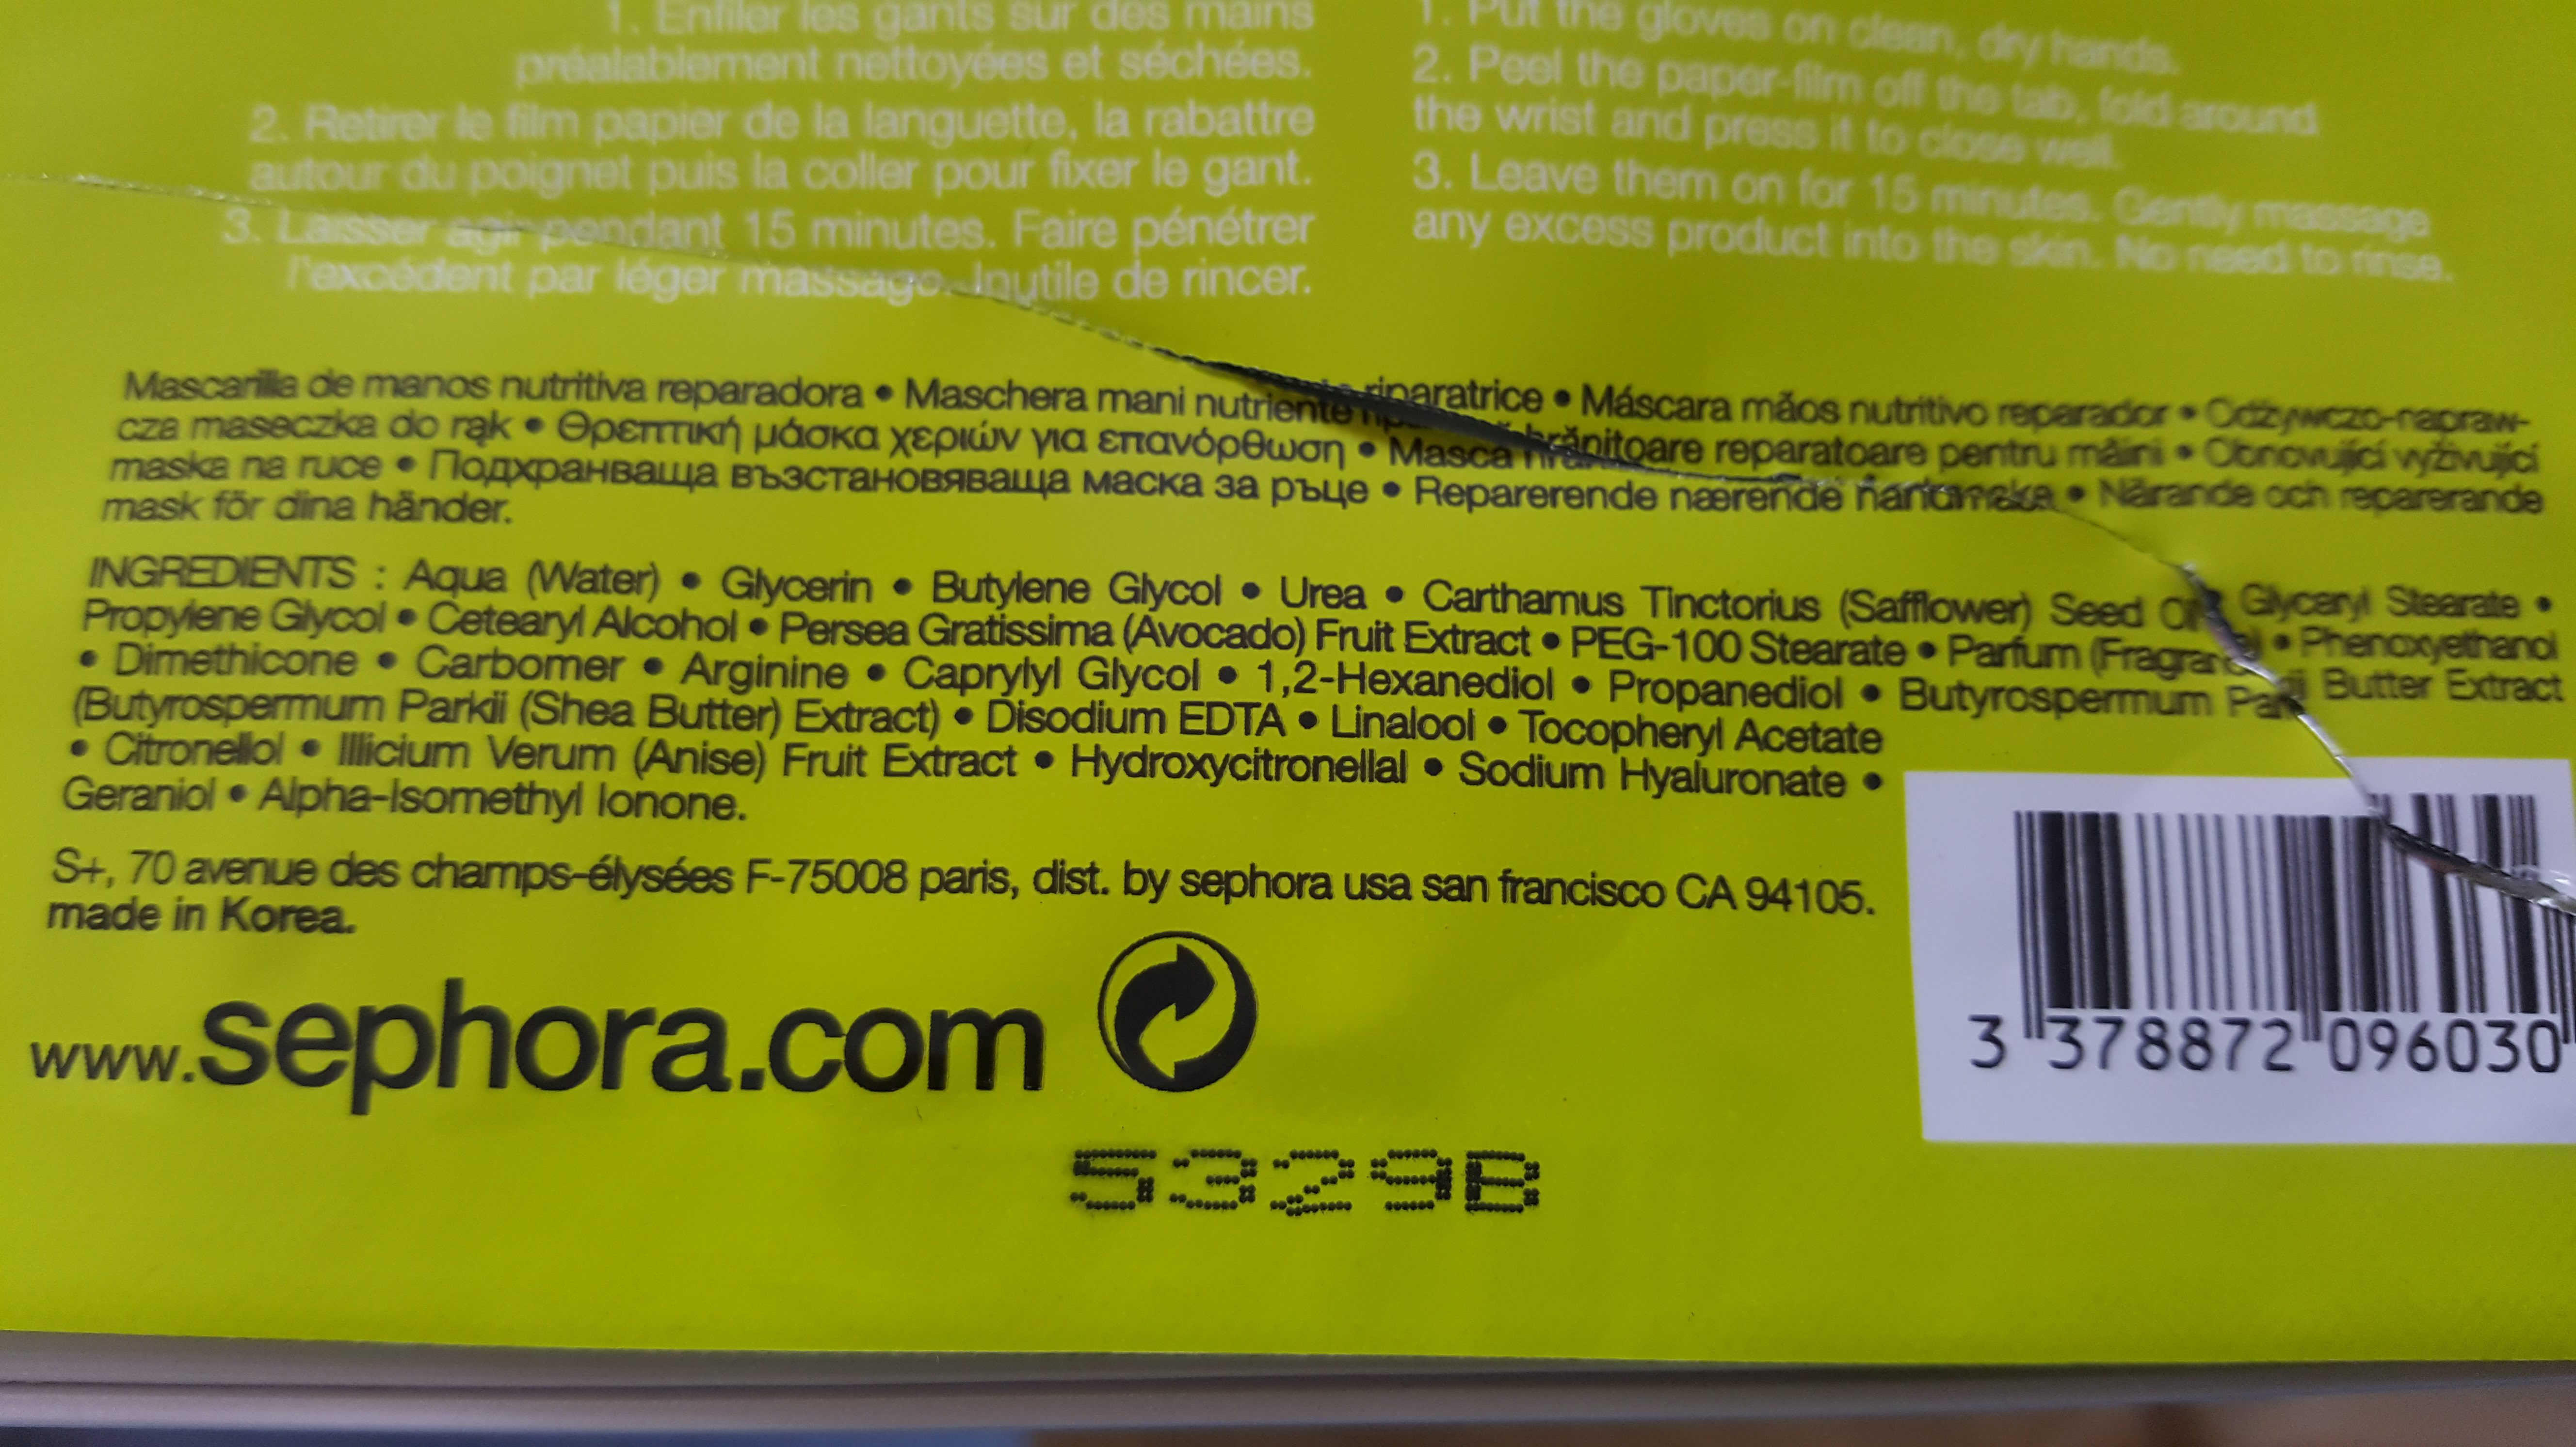 1. Enfiler les gants sur des mains
préalablement nettoyées et séchées.
2. Retirer le film papier de la languette, la rabattre
autour du poignet puis la coller pour fixer le gant.
3. Laisser agir pendant 15 minutes. Faire pénétrer
l'excédent par léger massage. Inutile de rincer.
1. Put the gloves on clean, dry hands.
2. Peel the paper-film off the tab, fold around
the wrist and press it to close well.
3. Leave them on for 15 minutes. Gently massage
any excess product into the skin. No need to rinse.
Mascarilla de manos nutritiva reparadora • Maschera mani nutriente riparatrice • Máscara mãos nutritivo reparador • Odżywczo-napraw-
cza maseczka do rąk • Θρεπτική μάσκα χεριών για επανόρθωση • Mască hrănitoare reparatoare pentru mâini • Obnovující vyživující
maska na ruce • Подхранваща възстановяваща маска за ръце • Reparerende nærende håndmaske • Närande och reparerande
mask för dina händer.
INGREDIENTS : Aqua (Water) • Glycerin • Butylene Glycol • Urea • Carthamus Tinctorius (Safflower) Seed Oil • Glyceryl Stearate •
Propylene Glycol • Cetearyl Alcohol • Persea Gratissima (Avocado) Fruit Extract • PEG-100 Stearate • Parfum (Fragrance) • Phenoxyethanol
• Dimethicone • Carbomer • Arginine • Caprylyl Glycol • 1,2-Hexanediol • Propanediol • Butyrospermum Parkii Butter Extract
(Butyrospermum Parkii (Shea Butter) Extract) • Disodium EDTA • Linalool • Tocopheryl Acetate
• Citronellol • Illicium Verum (Anise) Fruit Extract • Hydroxycitronellal • Sodium Hyaluronate •
Geraniol • Alpha-Isomethyl Ionone.
S+, 70 avenue des champs-élysées F-75008 paris, dist. by sephora usa san francisco CA 94105.
made in Korea.
www.sephora.com
3 378872 096030
5329B